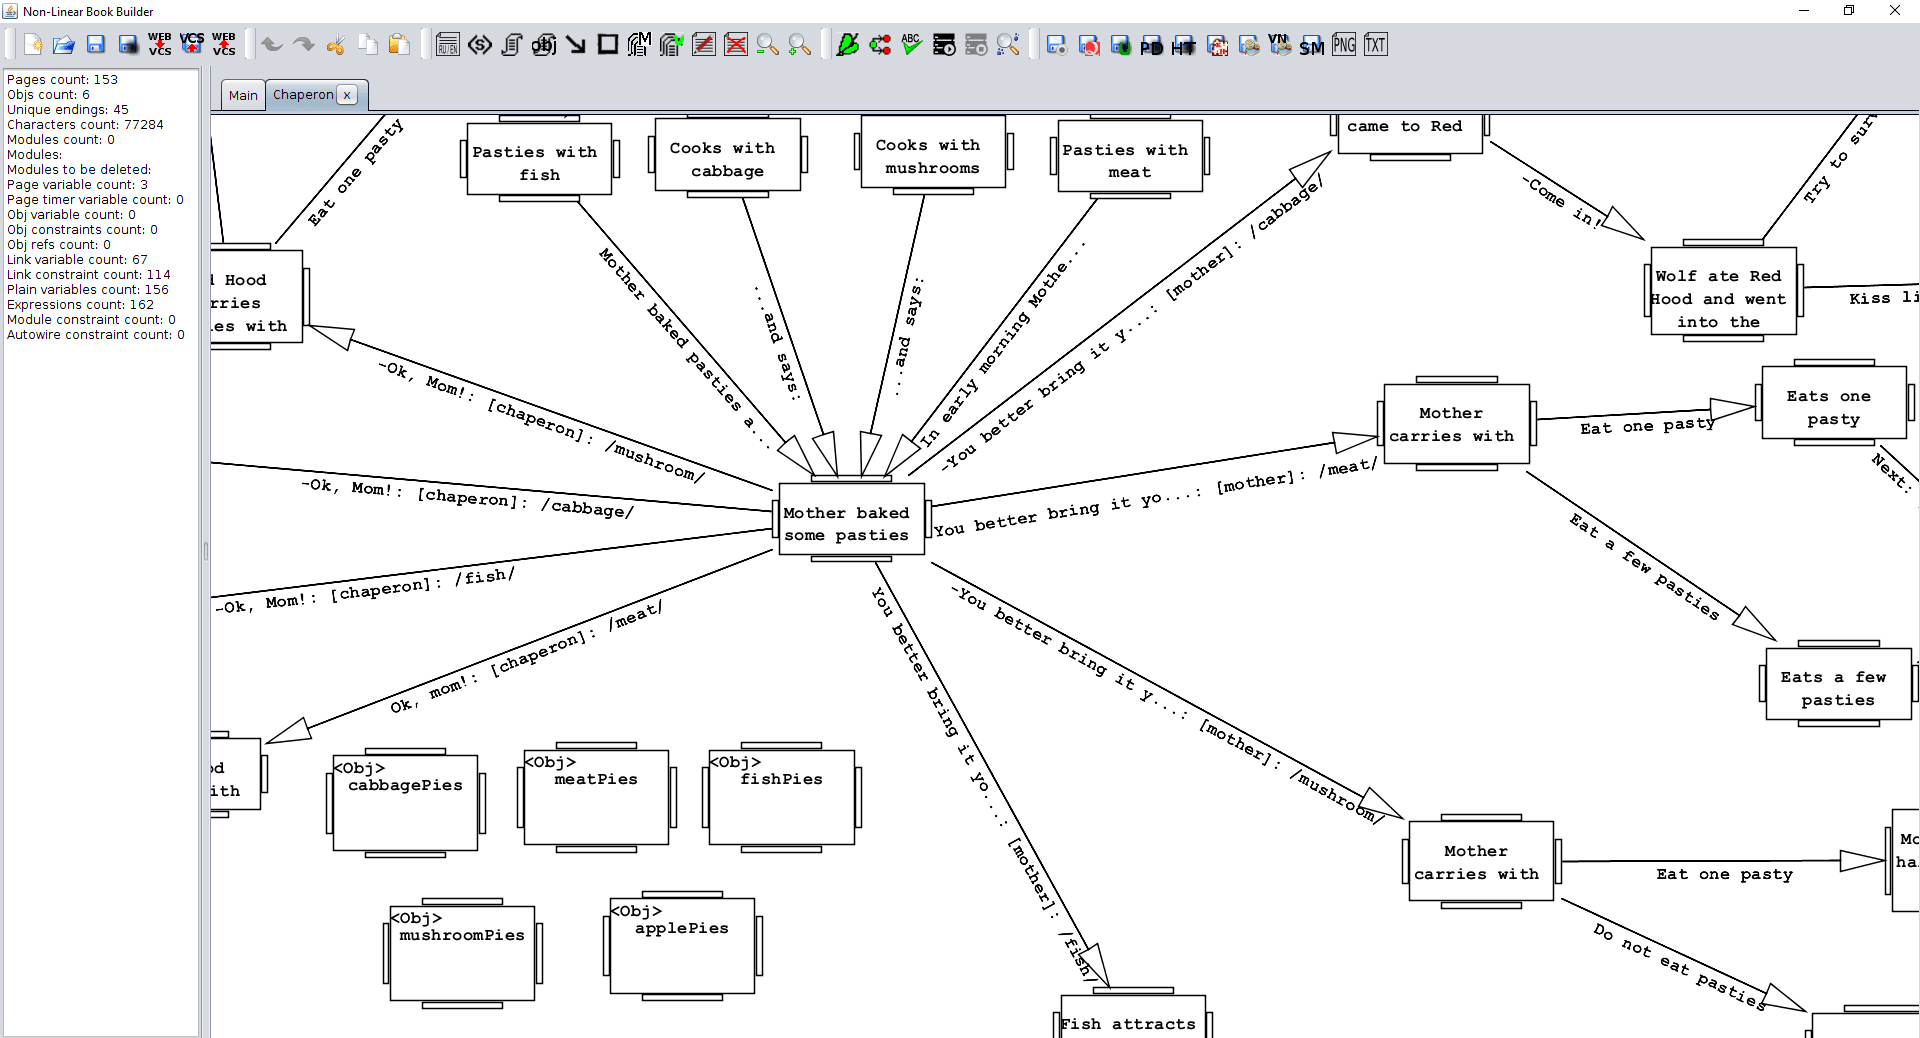 Non-Linear Book Builder
WEB VCS
VCS
WEB VCS
RU/EN
obj
M
ABC
PD
HT
VN
SM
PNG
TXT
Pages count: 153
Objs count: 6
Unique endings: 45
Characters count: 77284
Modules count: 0
Modules:
Modules to be deleted:
Page variable count: 3
Page timer variable count: 0
Obj variable count: 0
Obj constraints count: 0
Obj refs count: 0
Link variable count: 67
Link constraint count: 114
Plain variables count: 156
Expressions count: 162
Module constraint count: 0
Autowire constraint count: 0
Main
Chaperon x
Eat one pasty
Pasties with
fish
Cooks with
cabbage
Cooks with
mushrooms
Pasties with
meat
came to Red
-Come in!
Try to sur
Wolf ate Red
Hood and went
into the
Kiss li
d Hood
rries
es with
Mother baked pasties a...
...and says:
...and says:
In early morning Mothe...
-You better bring it y...: [mother]: /cabbage/
-Ok, Mom!: [chaperon]: /mushroom/
-Ok, Mom!: [chaperon]: /cabbage/
-Ok, Mom!: [chaperon]: /fish/
Ok, mom!: [chaperon]: /meat/
Mother baked
some pasties
You better bring it yo...: [mother]: /meat/
Mother
carries with
Eat one pasty
Eats one
pasty
Next:
Eat a few pasties
Eats a few
pasties
-You better bring it y...: [mother]: /mushroom/
You better bring it yo...: [mother]: /fish/
od
ith
<Obj>
cabbagePies
<Obj>
meatPies
<Obj>
fishPies
<Obj>
mushroomPies
<Obj>
applePies
Mother
carries with
Eat one pasty
Mo
ha
Do not eat pasties
Fish attracts